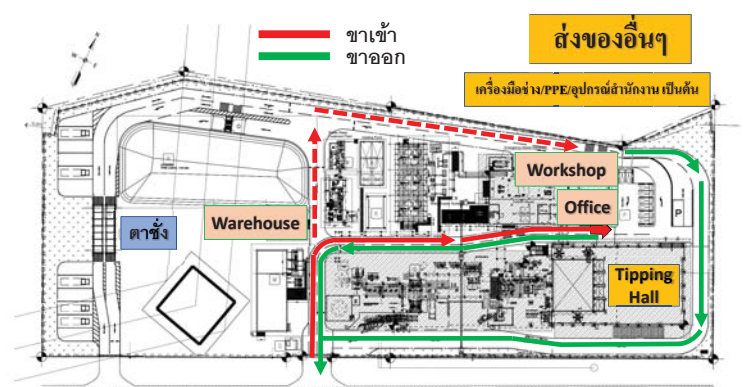 ขาเข้า
ขาออก
ส่งของอื่นๆ
เครื่องมือช่าง/PPE/อุปกรณ์สำนักงาน เป็นต้น
Workshop
Warehouse
Office
ตาชั่ง
P
Tipping
Hall